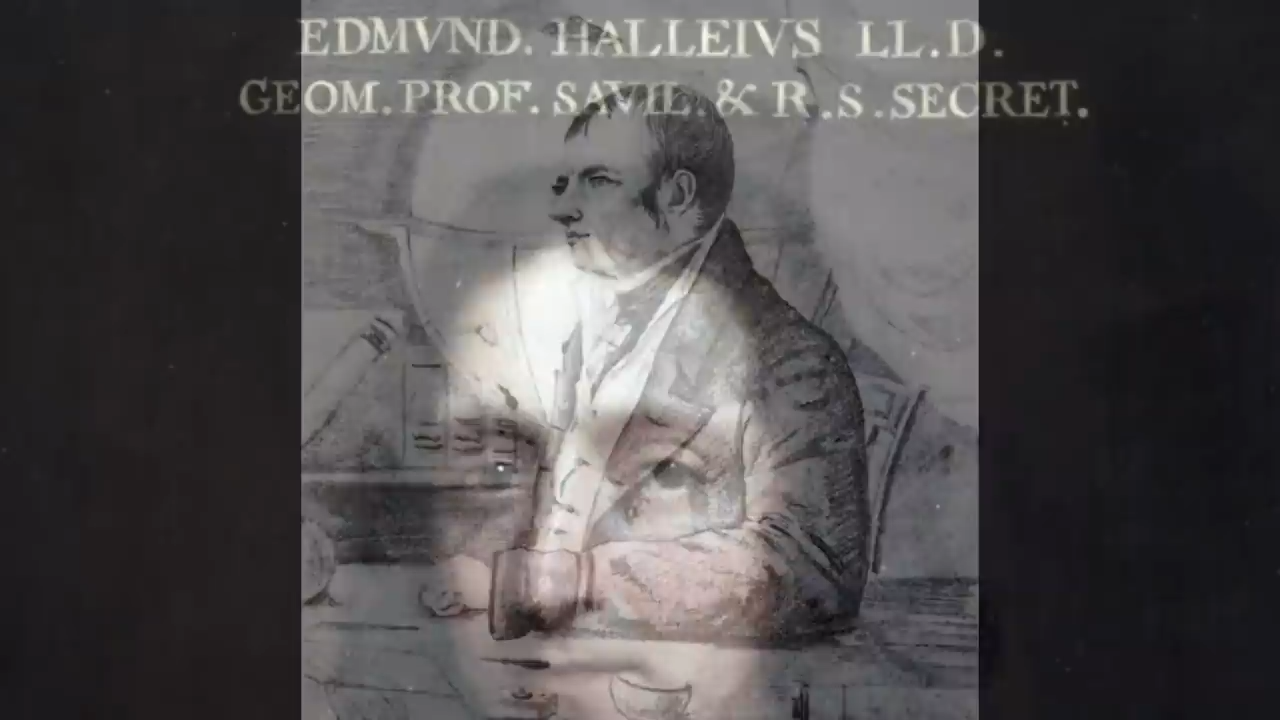 EDMVND. HALLEIVS LL.D.
GEOM. PROF. SAVIL. & R.S. SECRET.